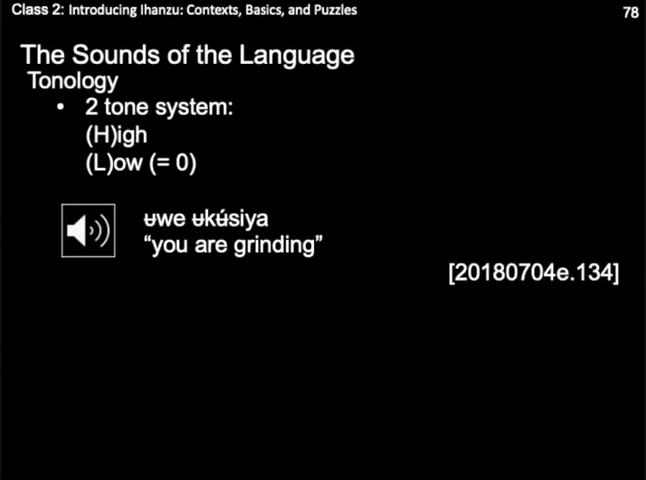 Class 2: Introducing Ihanzu: Contexts, Basics, and Puzzles
78
The Sounds of the Language
Tonology
• 2 tone system:
(H)igh
(L)ow (= 0)
ʉwe ʉkʉ́siya
“you are grinding”
[20180704e.134]